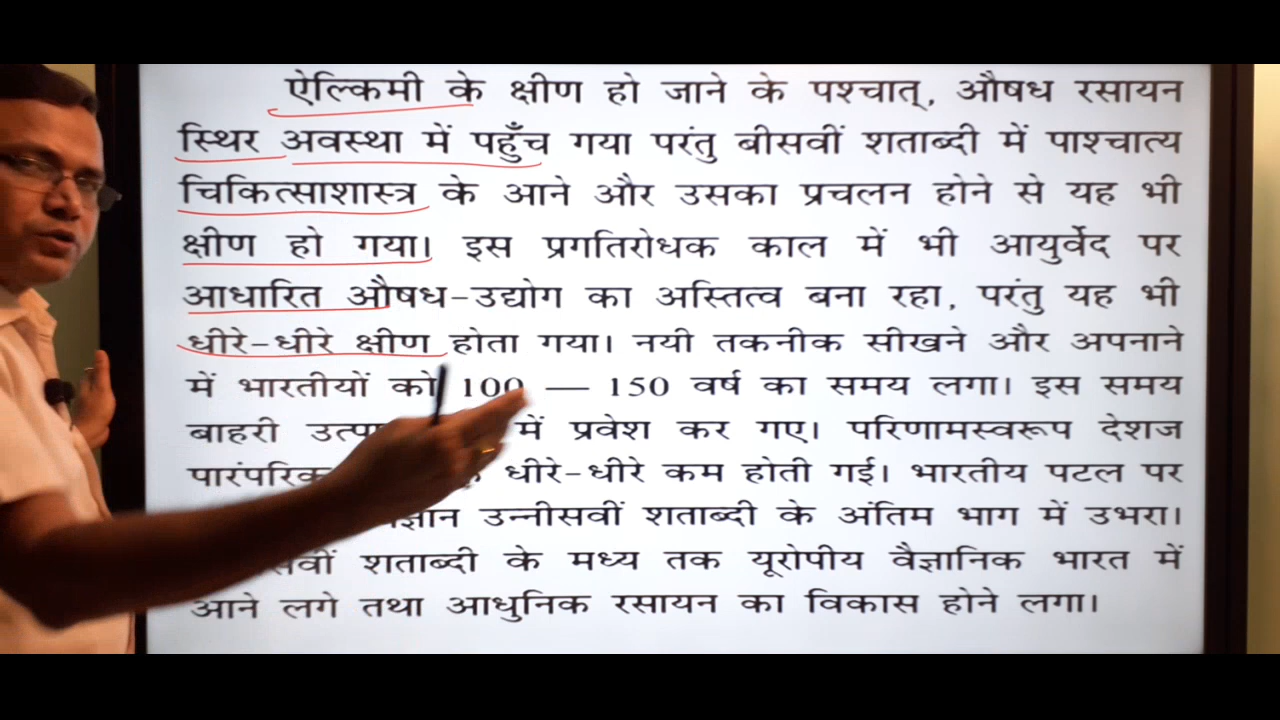 ऐल्किमी के क्षीण हो जाने के पश्चात्, औषध रसायन
स्थिर अवस्था में पहुँच गया परंतु बीसवीं शताब्दी में पाश्चात्य
चिकित्साशास्त्र के आने और उसका प्रचलन होने से यह भी
क्षीण हो गया। इस प्रगतिरोधक काल में भी आयुर्वेद पर
आधारित औषध-उद्योग का अस्तित्व बना रहा, परंतु यह भी
धीरे-धीरे क्षीण होता गया। नयी तकनीक सीखने और अपनाने
में भारतीयों को 100 — 150 वर्ष का समय लगा। इस समय
बाहरी में प्रवेश कर गए। परिणामस्वरूप देशज
धीरे-धीरे कम होती गई। भारतीय पटल पर
उन्नीसवीं शताब्दी के अंतिम भाग में उभरा।
शताब्दी के मध्य तक यूरोपीय वैज्ञानिक भारत में
आने लगे तथा आधुनिक रसायन का विकास होने लगा।